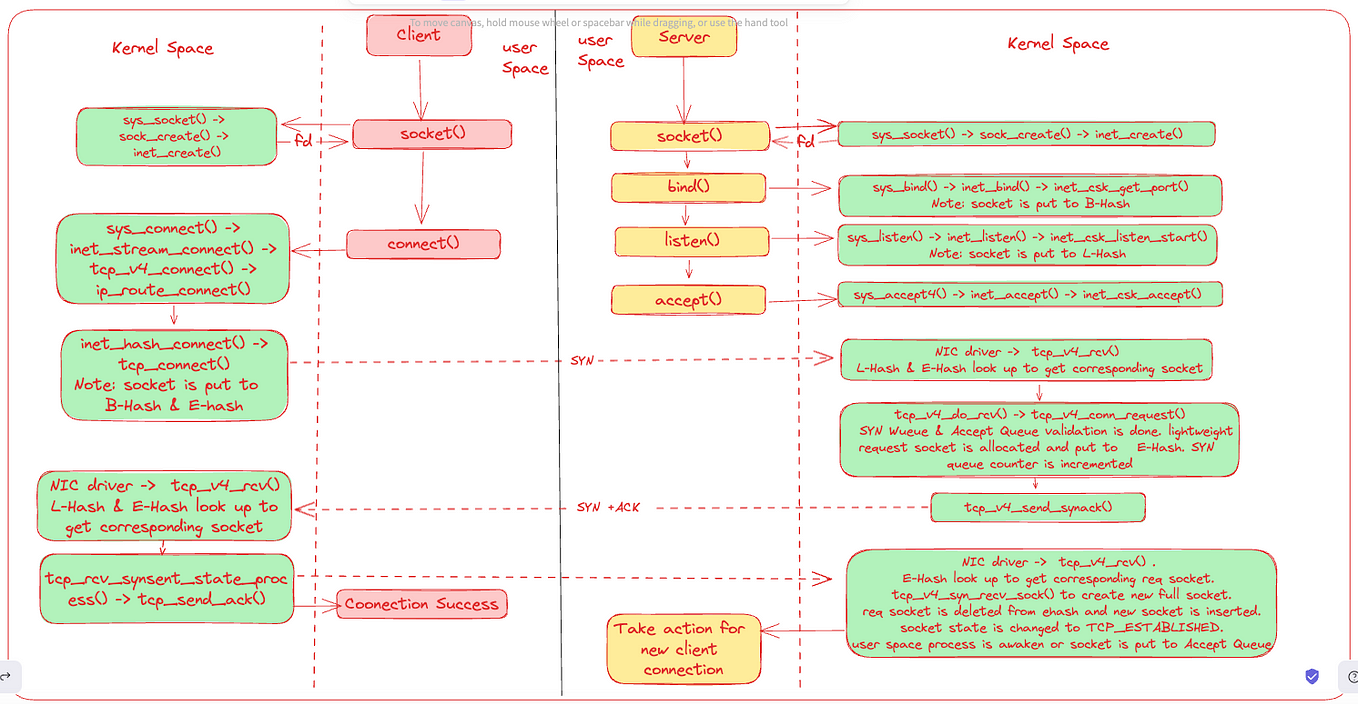 To move canvas, hold mouse wheel or spacebar while dragging, or use the hand tool
Kernel Space
Client
user
Space
user
Space
Server
Kernel Space
sys_socket() ->
sock_create() ->
inet_create()
fd
socket()
socket()
fd
sys_socket() -> sock_create() -> inet_create()
bind()
sys_bind() -> inet_bind() -> inet_csk_get_port()
Note: socket is put to B-Hash
sys_connect() ->
inet_stream_connect() ->
tcp_v4_connect() ->
ip_route_connect()
connect()
listen()
sys_listen() -> inet_listen() -> inet_csk_listen_start()
Note: socket is put to L-Hash
accept()
sys_accept4() -> inet_accept() -> inet_csk_accept()
inet_hash_connect() ->
tcp_connect()
Note: socket is put to
B-Hash & E-hash
SYN
NIC driver -> tcp_v4_rcv()
L-Hash & E-Hash look up to get corresponding socket
tcp_v4_do_rcv() -> tcp_v4_conn_request()
SYN Wueue & Accept Queue validation is done. lightweight
request socket is allocated and put to E-Hash. SYN
queue counter is incremented
NIC driver -> tcp_v4_rcv()
L-Hash & E-Hash look up to
get corresponding socket
SYN +ACK
tcp_v4_send_synack()
tcp_rcv_synsent_state_proc
ess() -> tcp_send_ack()
Coonection Success
NIC driver -> tcp_v4_rcv() .
E-Hash look up to get corresponding req socket.
tcp_v4_syn_recv_sock() to create new full socket.
req socket is deleted from ehash and new socket is inserted.
socket state is changed to TCP_ESTABLISHED.
user space process is awaken or socket is put to Accept Queue
Take action for
new client
connection